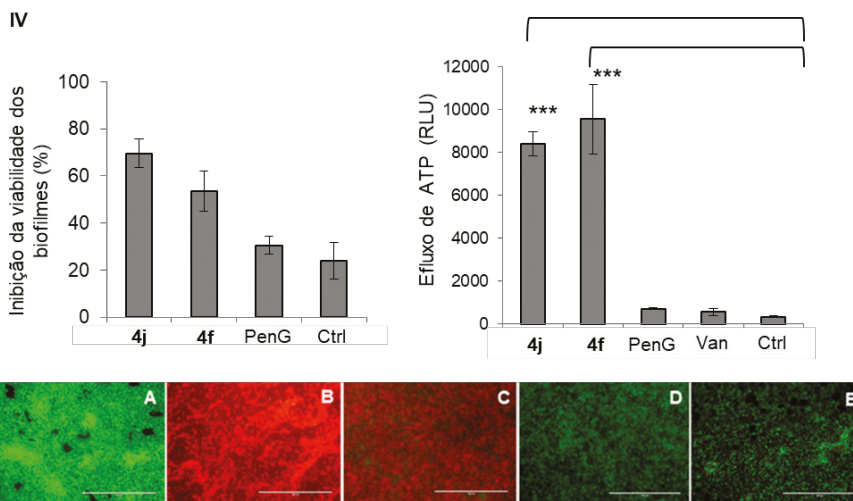 IV
Inibição da viabilidade dos
biofilmes (%)
100
80
60
40
20
0
4j 4f PenG Ctrl
Efluxo de ATP (RLU)
12000
10000
8000
6000
4000
2000
0
***
***
4j 4f PenG Van Ctrl
A B C D E